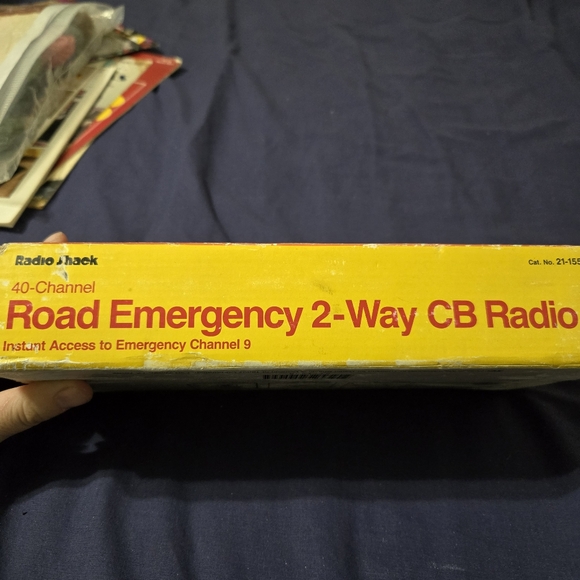 Radio Shack
Cat. No. 21-155
40-Channel
Road Emergency 2-Way CB Radio
Instant Access to Emergency Channel 9